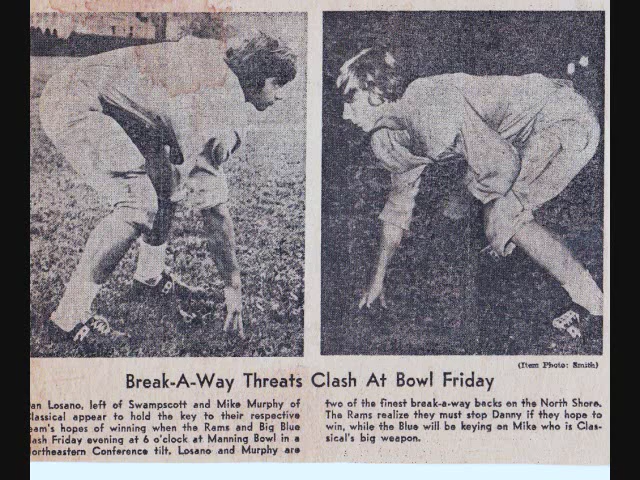 (Item Photo: Smith)
Break-A-Way Threats Clash At Bowl Friday
an Losano, left of Swampscott and Mike Murphy of
lassical appear to hold the key to their respective
eam's hopes of winning when the Rams and Big Blue
lash Friday evening at 6 o'clock at Manning Bowl in a
ortheastern Conference tilt. Losano and Murphy are
two of the finest break-a-way backs on the North Shore.
The Rams realize they must stop Danny if they hope to
win, while the Blue will be keying on Mike who is Clas-
sical's big weapon.